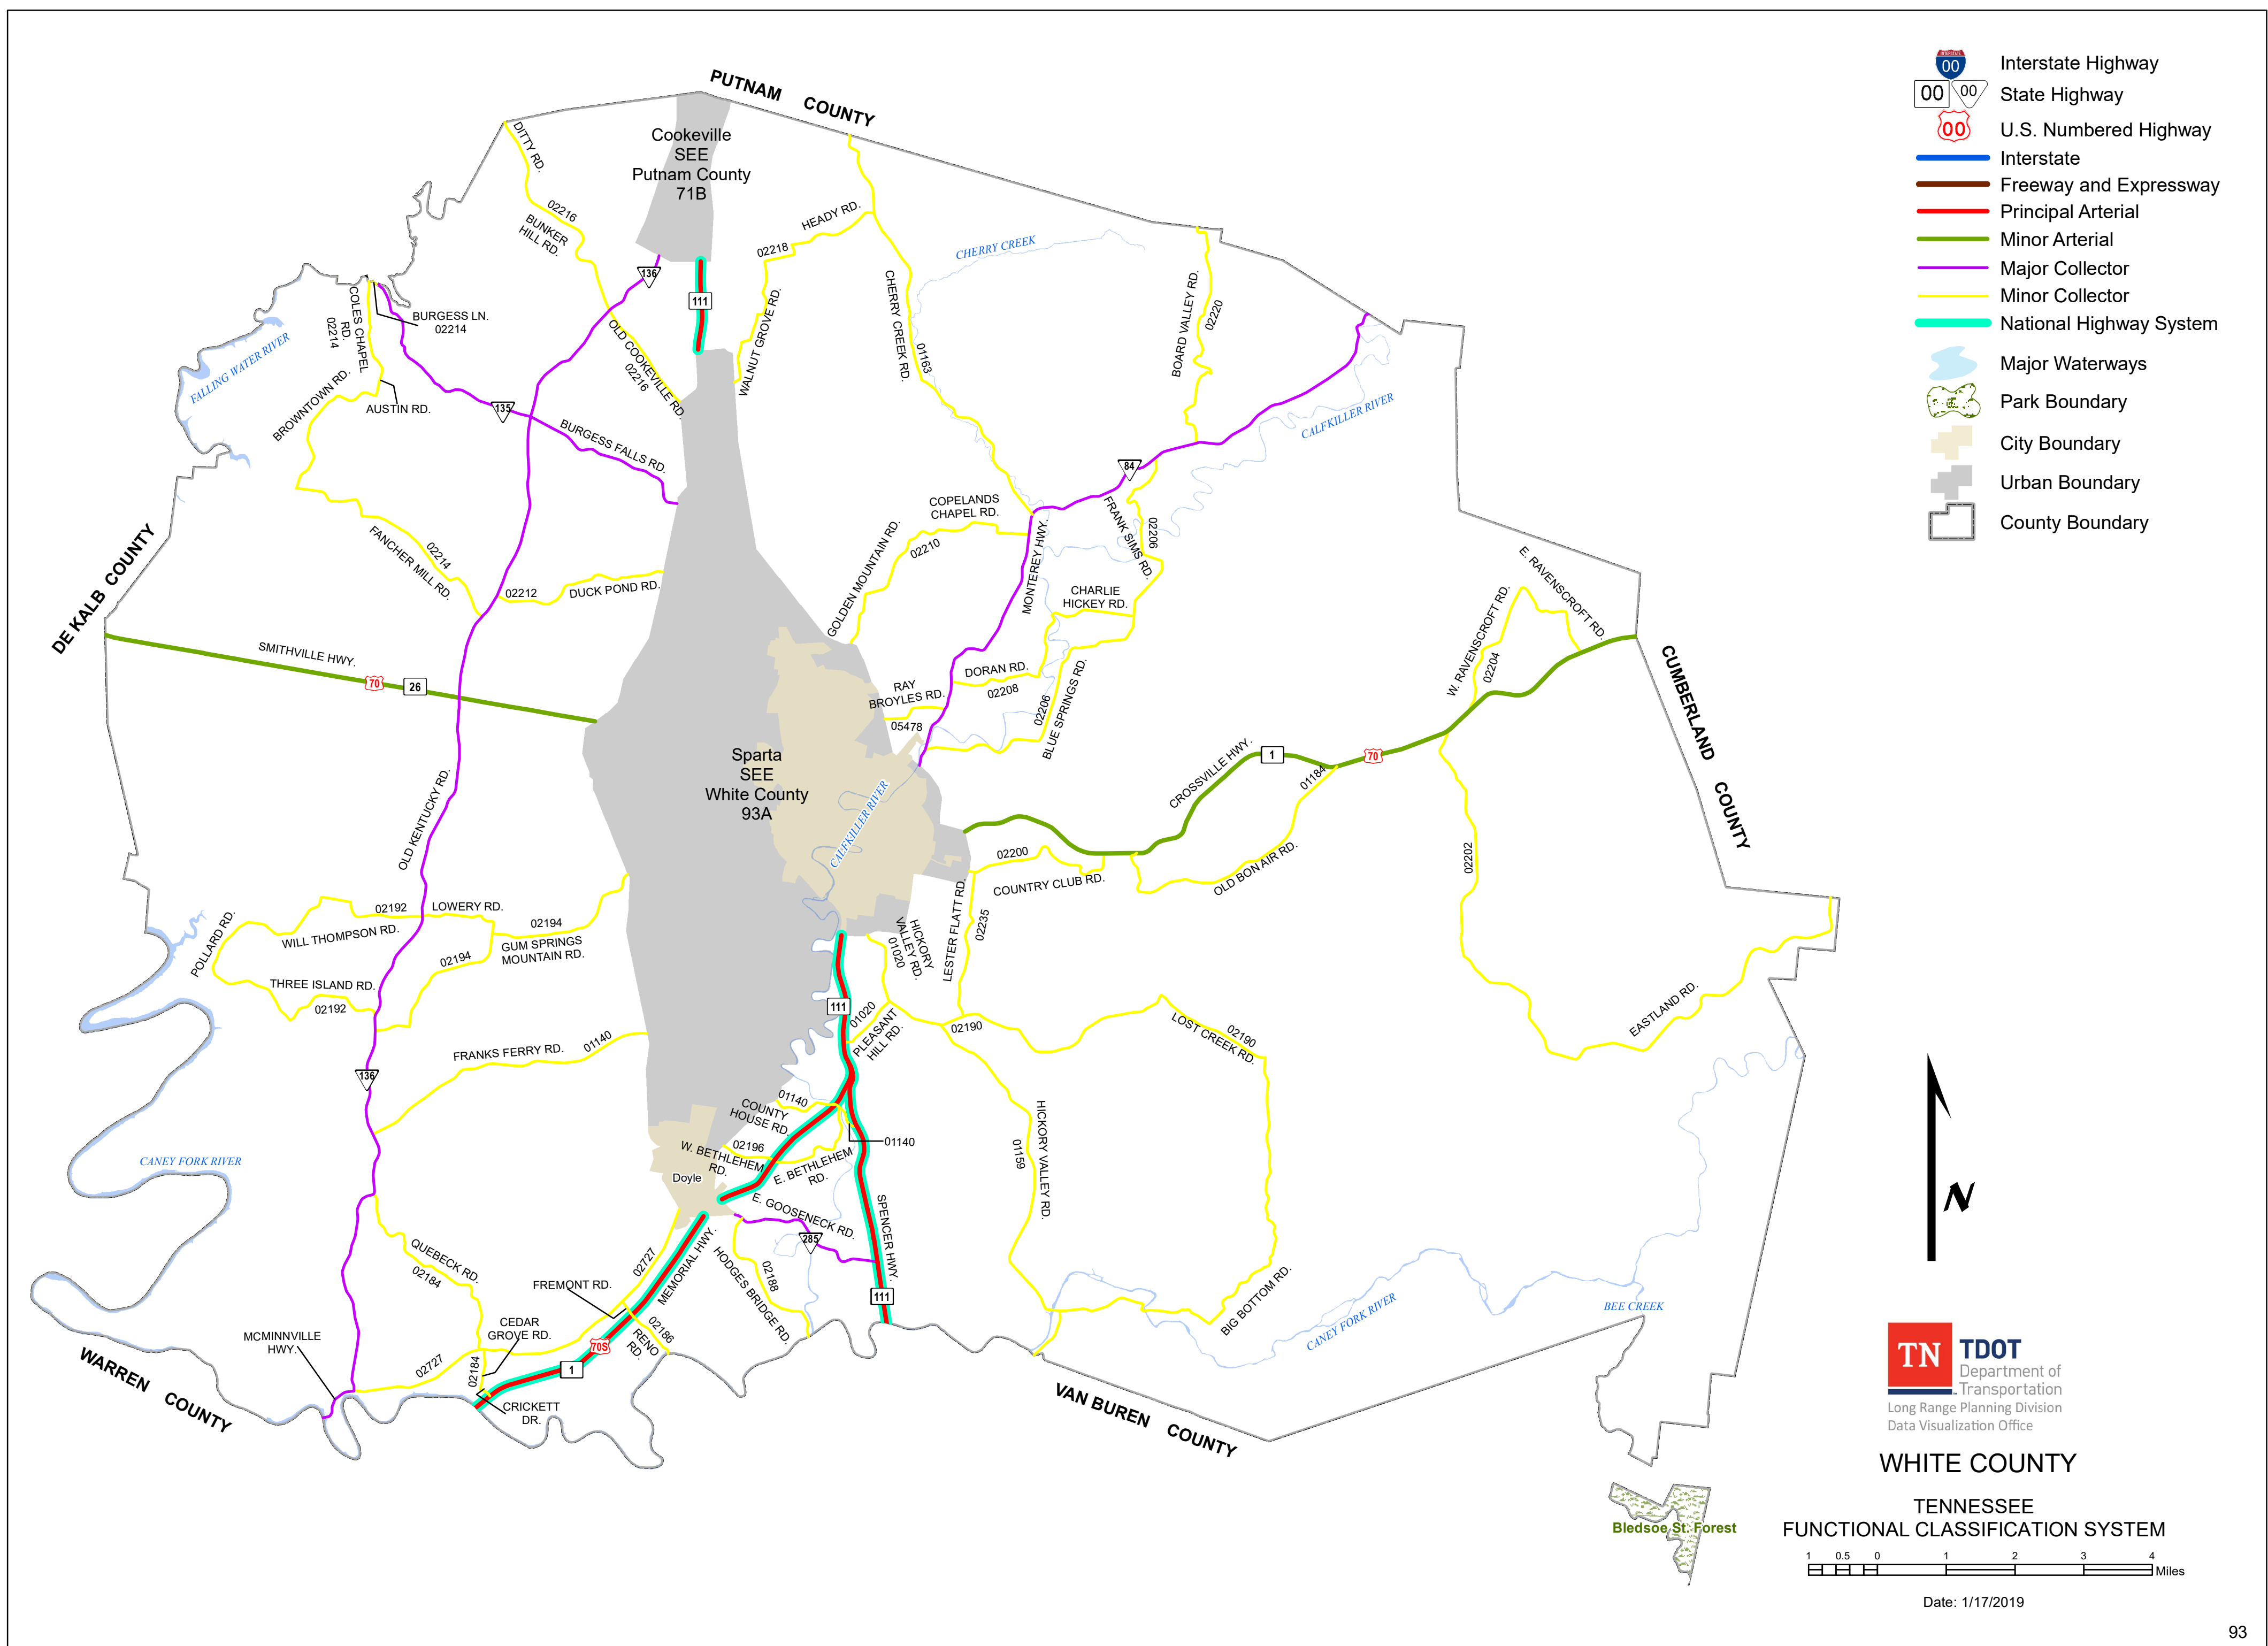 PUTNAM COUNTY
Cookeville
SEE
Putnam County
71B
DITTY RD.
02216
BUNKER
HILL RD.
136
111
HEADY RD.
02218
WALNUT GROVE RD.
CHERRY CREEK
CHERRY CREEK RD.
01163
BOARD VALLEY RD.
02220
COLES CHAPEL
RD.
02214
BURGESS LN.
02214
FALLING WATER RIVER
OLD COOKEVILLE RD.
02216
BROWNTOWN RD.
AUSTIN RD.
135
BURGESS FALLS RD.
CALFKILLER RIVER
84
COPELANDS
CHAPEL RD.
02210
GOLDEN MOUNTAIN RD.
MONTEREY HWY.
FRANK SIMS RD.
02206
FANCHER MILL RD.
02214
02212
DUCK POND RD.
CHARLIE
HICKEY RD.
DE KALB COUNTY
SMITHVILLE HWY.
70
26
RAY
BROYLES RD.
05478
DORAN RD.
02208
02206
BLUE SPRINGS RD.
E. RAVENSCROFT RD.
W. RAVENSCROFT RD.
02204
CUMBERLAND COUNTY
Sparta
SEE
White County
93A
CALFKILLER RIVER
CROSSVILLE HWY.
1
70
01184
OLD BON AIR RD.
02200
COUNTRY CLUB RD.
02202
OLD KENTUCKY RD.
POLLARD RD.
02192
LOWERY RD.
WILL THOMPSON RD.
02194
GUM SPRINGS
MOUNTAIN RD.
02194
THREE ISLAND RD.
02192
HICKORY
VALLEY RD.
01020
LESTER FLATT RD.
02235
EASTLAND RD.
111
01020
PLEASANT
HILL RD.
02190
LOST CREEK RD.
02190
FRANKS FERRY RD.
01140
136
01140
COUNTY
HOUSE RD.
01140
W. BETHLEHEM
RD.
02196
E. BETHLEHEM
RD.
Doyle
HICKORY VALLEY RD.
01159
CANEY FORK RIVER
E. GOOSENECK RD.
285
SPENCER HWY.
111
QUEBECK RD.
02184
02727
MEMORIAL HWY.
HODGES BRIDGE RD.
02188
FREMONT RD.
02186
RENO
RD.
CEDAR
GROVE RD.
70S
1
MCMINNVILLE
HWY.
02727
02184
CRICKETT
DR.
BIG BOTTOM RD.
CANEY FORK RIVER
BEE CREEK
WARREN COUNTY
VAN BUREN COUNTY
Bledsoe St. Forest
00
Interstate Highway
00 00
State Highway
00
U.S. Numbered Highway
Interstate
Freeway and Expressway
Principal Arterial
Minor Arterial
Major Collector
Minor Collector
National Highway System
Major Waterways
Park Boundary
City Boundary
Urban Boundary
County Boundary
N
TN
TDOT
Department of
Transportation
Long Range Planning Division
Data Visualization Office
WHITE COUNTY
TENNESSEE
FUNCTIONAL CLASSIFICATION SYSTEM
1 0.5 0 1 2 3 4
Miles
Date: 1/17/2019
93